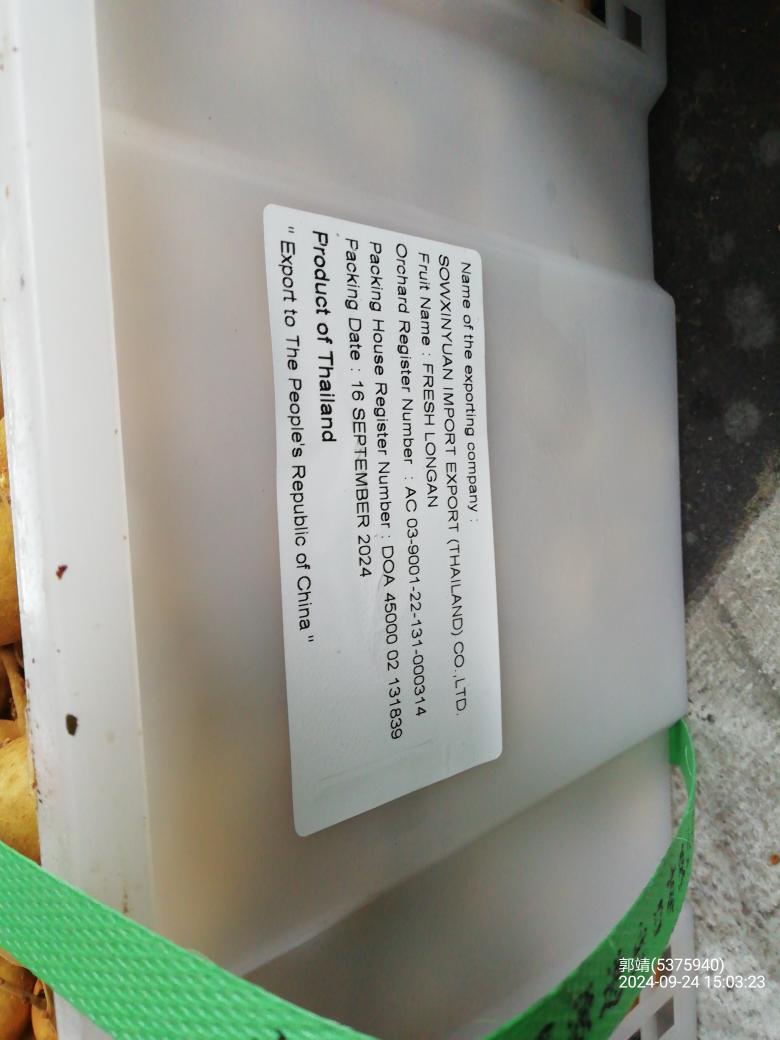 Name of the exporting company :
SOWXINYUAN IMPORT EXPORT (THAILAND) CO.,LTD.
Fruit Name : FRESH LONGAN
Orchard Register Number : AC 03-9001-22-131-000314
Packing House Register Number : DOA 45000 02 131839
Packing Date : 16 SEPTEMBER 2024
Product of Thailand
" Export to The People's Republic of China "
郭靖(5375940)
2024-09-24 15:03:23